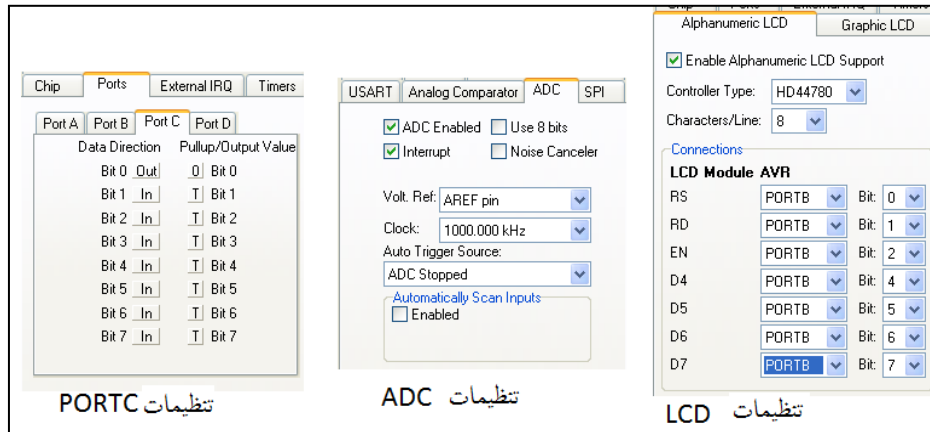 Chip Ports External IRQ Timers
Port A Port B Port C Port D
Data Direction Pullup/Output Value
Bit 0 Out 0 Bit 0
Bit 1 In T Bit 1
Bit 2 In T Bit 2
Bit 3 In T Bit 3
Bit 4 In T Bit 4
Bit 5 In T Bit 5
Bit 6 In T Bit 6
Bit 7 In T Bit 7
تنظیمات PORTC
USART Analog Comparator ADC SPI
ADC Enabled Use 8 bits
Interrupt Noise Canceler
Volt. Ref: AREF pin
Clock: 1000.000 kHz
Auto Trigger Source:
ADC Stopped
Automatically Scan Inputs
Enabled
تنظیمات ADC
Alphanumeric LCD Graphic LCD
Enable Alphanumeric LCD Support
Controller Type: HD44780
Characters/Line: 8
Connections
LCD Module AVR
RS PORTB Bit: 0
RD PORTB Bit: 1
EN PORTB Bit: 2
D4 PORTB Bit: 4
D5 PORTB Bit: 5
D6 PORTB Bit: 6
D7 PORTB Bit: 7
تنظیمات LCD